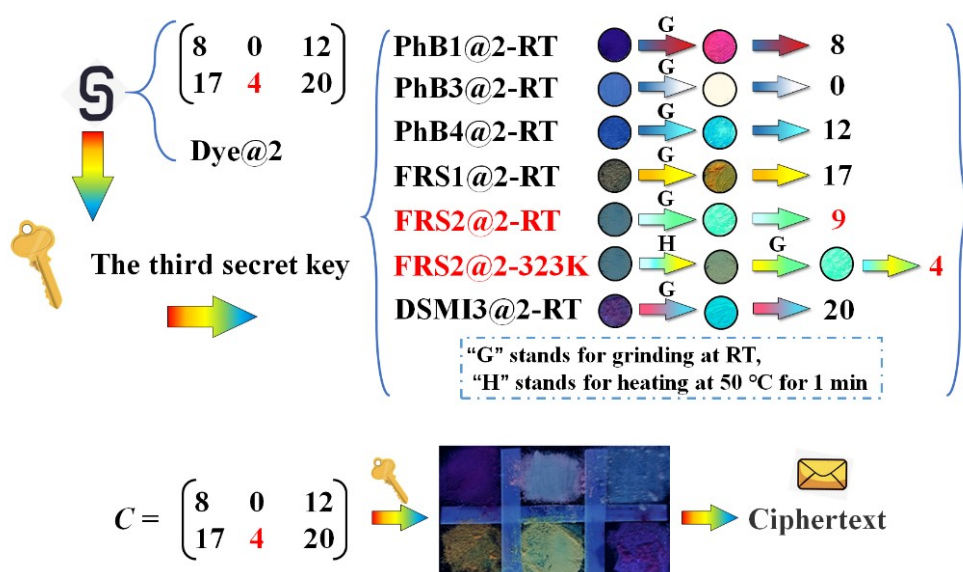 8 0 12
17 4 20
Dye@2
The third secret key
PhB1@2-RT G 8
PhB3@2-RT G 0
PhB4@2-RT G 12
FRS1@2-RT G 17
FRS2@2-RT G 9
FRS2@2-323K H G 4
DSMI3@2-RT G 20
“G” stands for grinding at RT,
“H” stands for heating at 50 °C for 1 min
C = 8 0 12
17 4 20
Ciphertext